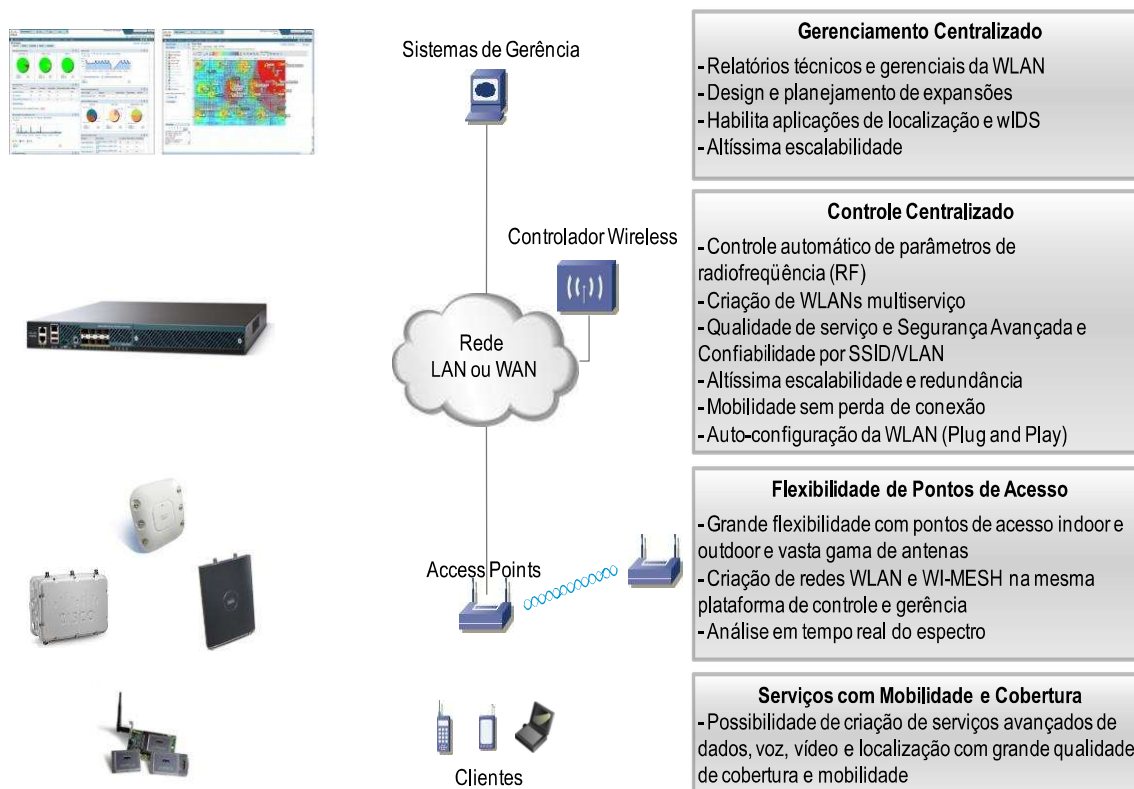 Sistemas de Gerência
Gerenciamento Centralizado
- Relatórios técnicos e gerenciais da WLAN
- Design e planejamento de expansões
- Habilita aplicações de localização e wIDS
- Altíssima escalabilidade
Controlador Wireless
Rede
LAN ou WAN
Controle Centralizado
- Controle automático de parâmetros de
radiofreqüência (RF)
- Criação de WLANs multiserviço
- Qualidade de serviço e Segurança Avançada e
Confiabilidade por SSID/VLAN
- Altíssima escalabilidade e redundância
- Mobilidade sem perda de conexão
- Auto-configuração da WLAN (Plug and Play)
Access Points
Flexibilidade de Pontos de Acesso
- Grande flexibilidade com pontos de acesso indoor e
outdoor e vasta gama de antenas
- Criação de redes WLAN e WI-MESH na mesma
plataforma de controle e gerência
- Análise em tempo real do espectro
Clientes
Serviços com Mobilidade e Cobertura
- Possibilidade de criação de serviços avançados de
dados, voz, vídeo e localização com grande qualidade
de cobertura e mobilidade